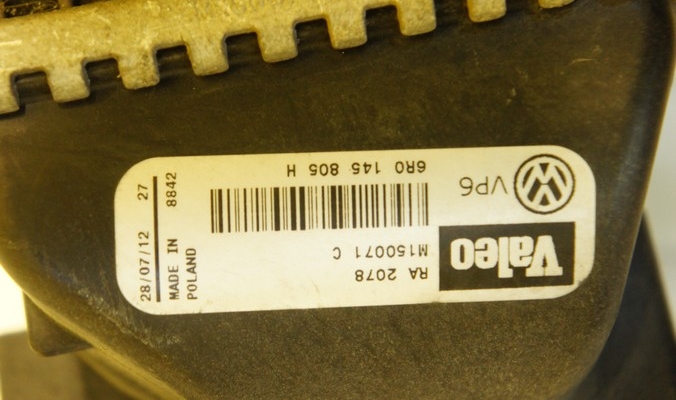 VP6
6R0 145 805 H
Valeo
RA 2078
M150071 C
28/07/12 27
MADE IN 8842
POLAND